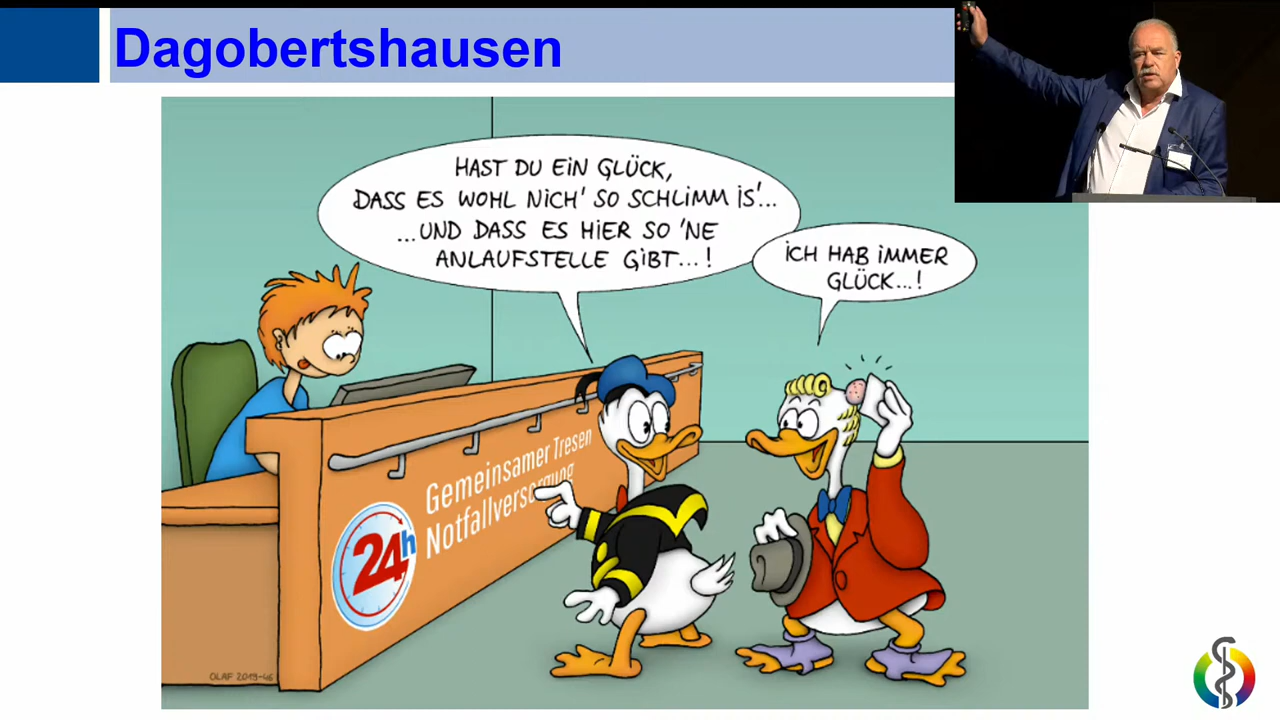 Dagobertshausen
HAST DU EIN GLÜCK,
DASS ES WOHL NICH' SO SCHLIMM IS'...
...UND DASS ES HIER SO 'NE
ANLAUFSTELLE GIBT...!
ICH HAB IMMER
GLÜCK...!
Gemeinsamer Tresen
Notfallversorgung
24h
OLAF 2019-46